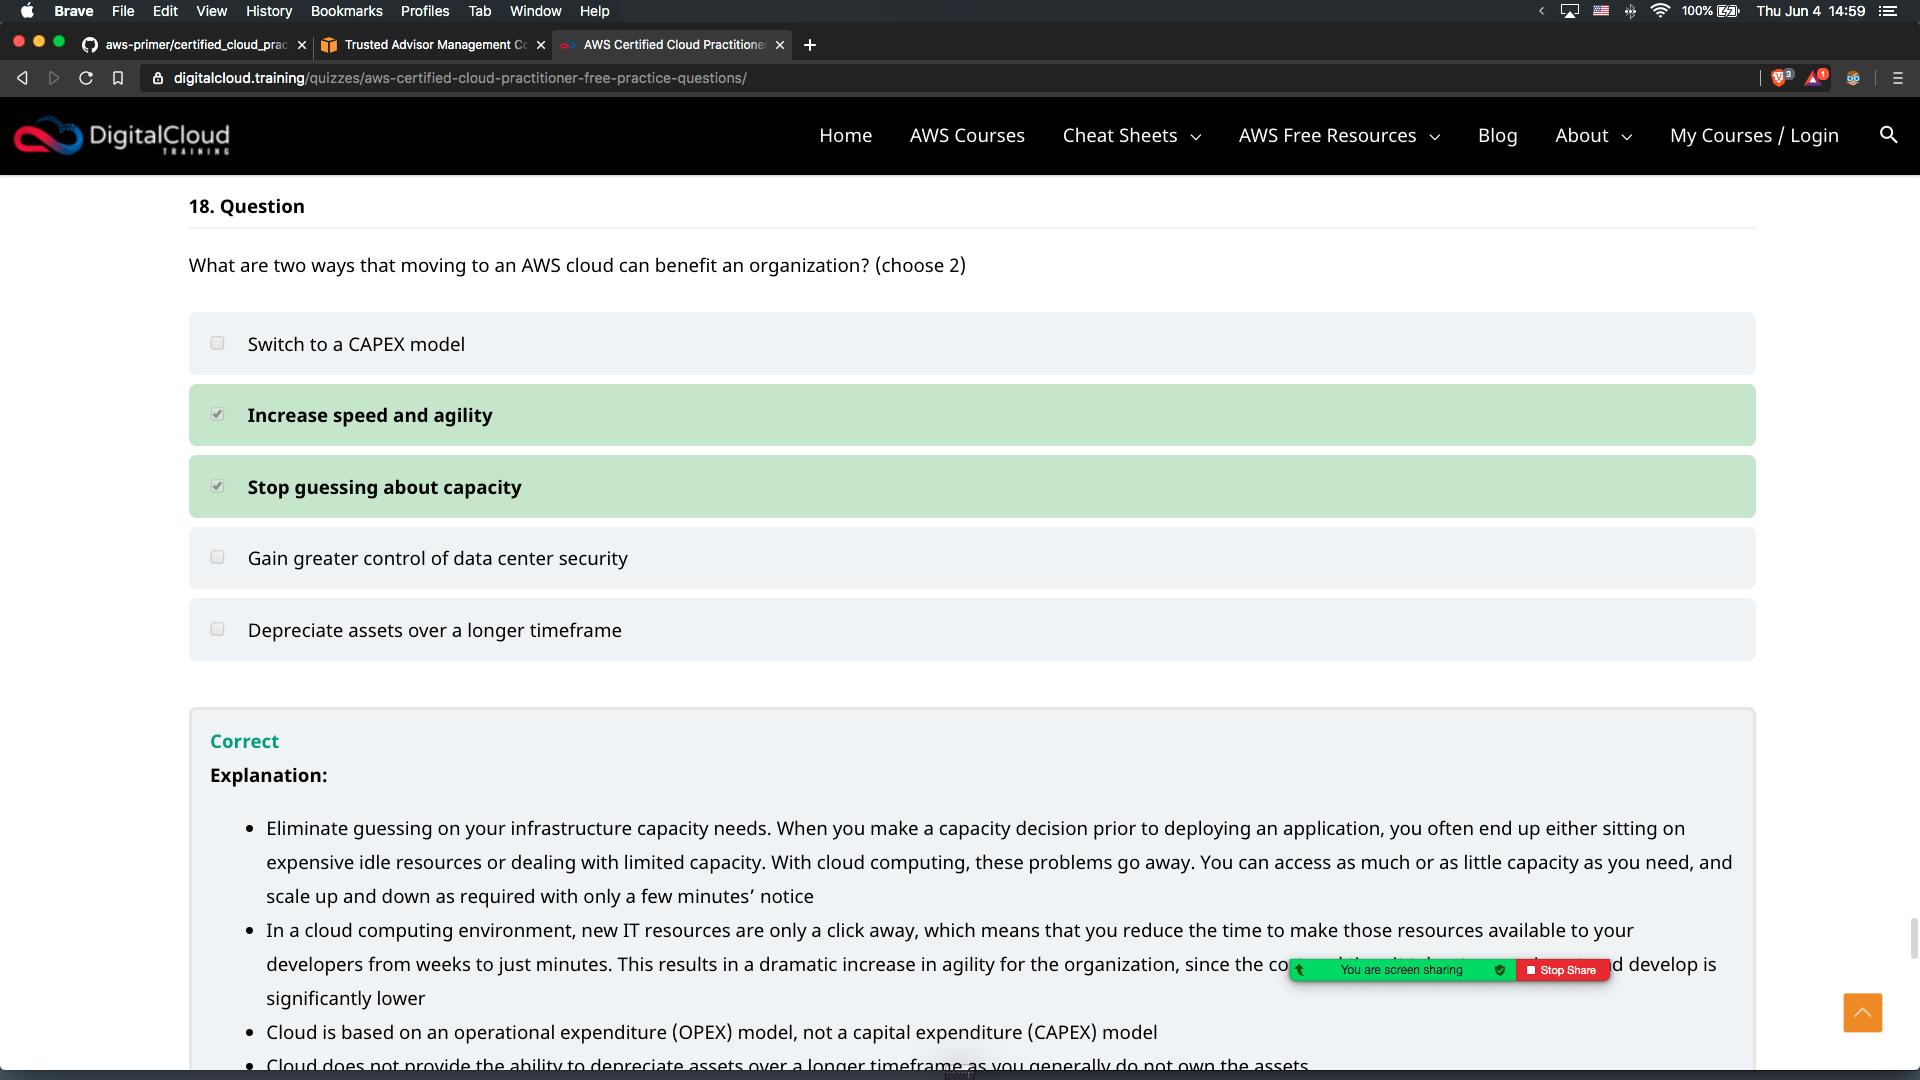 Brave File Edit View History Bookmarks Profiles Tab Window Help 100% Thu Jun 4 14:59
aws-primer/certified_cloud_prac Trusted Advisor Management Co AWS Certified Cloud Practitioner
digitalcloud.training/quizzes/aws-certified-cloud-practitioner-free-practice-questions/ 3 1
DigitalCloud
TRAINING
Home AWS Courses Cheat Sheets AWS Free Resources Blog About My Courses / Login
18. Question
What are two ways that moving to an AWS cloud can benefit an organization? (choose 2)
Switch to a CAPEX model
Increase speed and agility
Stop guessing about capacity
Gain greater control of data center security
Depreciate assets over a longer timeframe
Correct
Explanation:
• Eliminate guessing on your infrastructure capacity needs. When you make a capacity decision prior to deploying an application, you often end up either sitting on
expensive idle resources or dealing with limited capacity. With cloud computing, these problems go away. You can access as much or as little capacity as you need, and
scale up and down as required with only a few minutes’ notice
• In a cloud computing environment, new IT resources are only a click away, which means that you reduce the time to make those resources available to your
developers from weeks to just minutes. This results in a dramatic increase in agility for the organization, since the develop is
You are screen sharing Stop Share
significantly lower
• Cloud is based on an operational expenditure (OPEX) model, not a capital expenditure (CAPEX) model
• Cloud does not provide the ability to depreciate assets over a longer timeframe as you generally do not own the assets